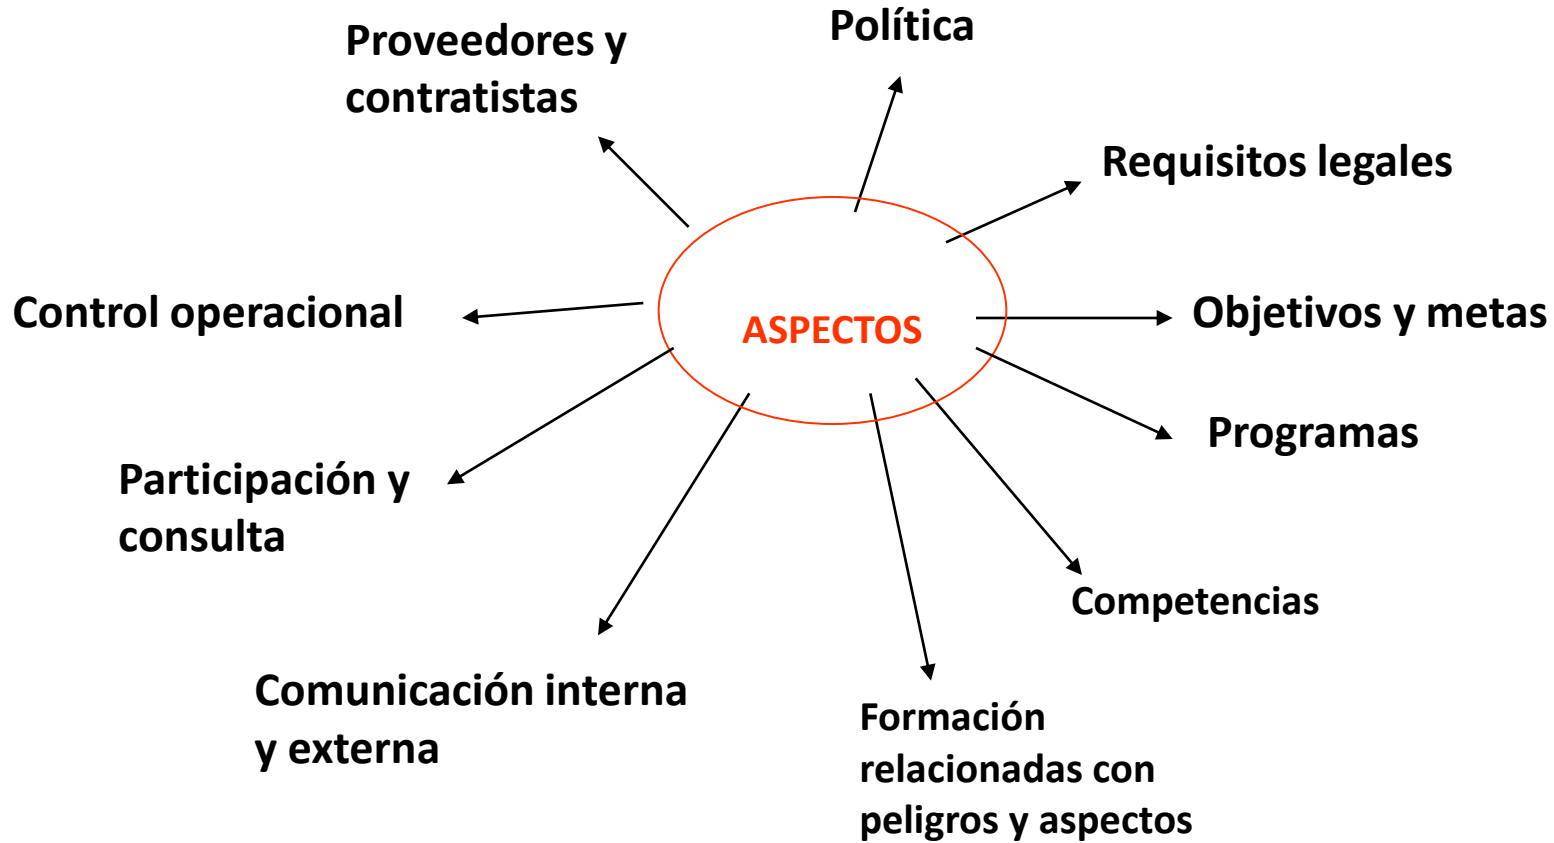 Política
Proveedores y
contratistas
Requisitos legales
Control operacional
ASPECTOS
Objetivos y metas
Programas
Participación y
consulta
Competencias
Comunicación interna
y externa
Formación
relacionadas con
peligros y aspectos